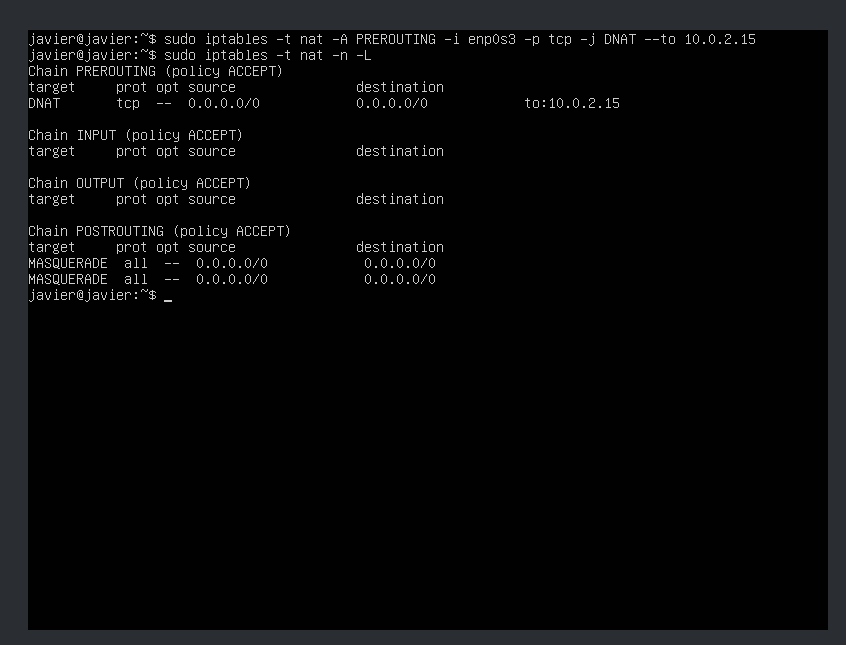 javier@javier:~$ sudo iptables -t nat -A PREROUTING -i enp0s3 -p tcp -j DNAT --to 10.0.2.15
javier@javier:~$ sudo iptables -t nat -n -L
Chain PREROUTING (policy ACCEPT)
target     prot opt source               destination
DNAT       tcp  --  0.0.0.0/0            0.0.0.0/0            to:10.0.2.15

Chain INPUT (policy ACCEPT)
target     prot opt source               destination

Chain OUTPUT (policy ACCEPT)
target     prot opt source               destination

Chain POSTROUTING (policy ACCEPT)
target     prot opt source               destination
MASQUERADE  all  --  0.0.0.0/0            0.0.0.0/0
MASQUERADE  all  --  0.0.0.0/0            0.0.0.0/0
javier@javier:~$ _